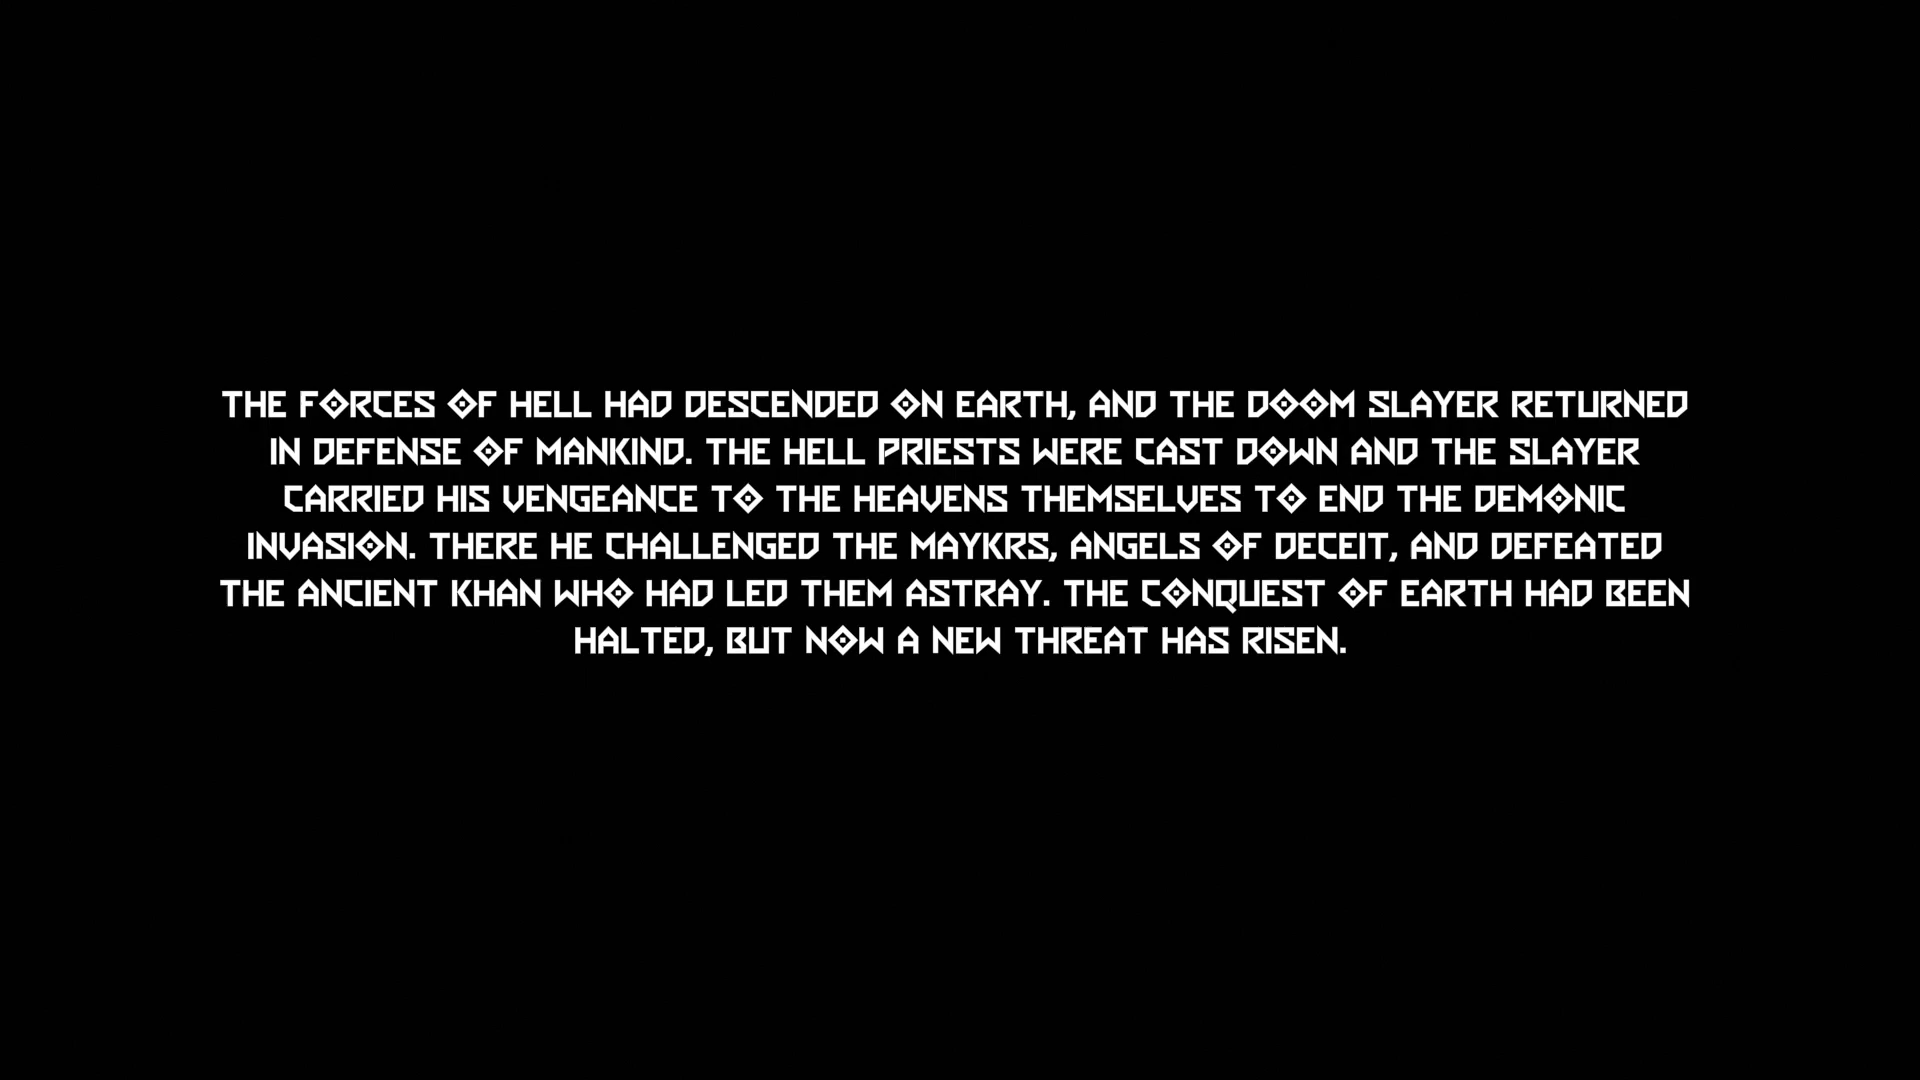 THE FORCES OF HELL HAD DESCENDED ON EARTH, AND THE DOOM SLAYER RETURNED
IN DEFENSE OF MANKIND. THE HELL PRIESTS WERE CAST DOWN AND THE SLAYER
CARRIED HIS VENGEANCE TO THE HEAVENS THEMSELVES TO END THE DEMONIC
INVASION. THERE HE CHALLENGED THE MAYKRS, ANGELS OF DECEIT, AND DEFEATED
THE ANCIENT KHAN WHO HAD LED THEM ASTRAY. THE CONQUEST OF EARTH HAD BEEN
HALTED, BUT NOW A NEW THREAT HAS RISEN.